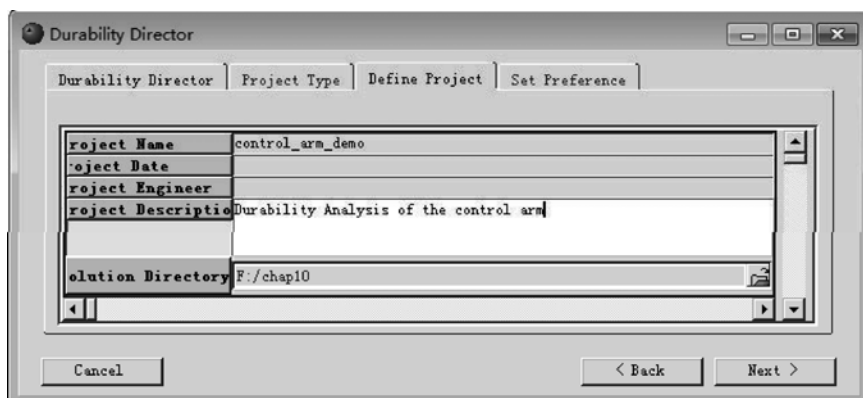 Durability Director
Durability Director Project Type Define Project Set Preference
roject Name control_arm_demo
oject Date
roject Engineer
roject Descriptio Durability Analysis of the control arm
olution Directory F:/chap10
Cancel < Back Next >